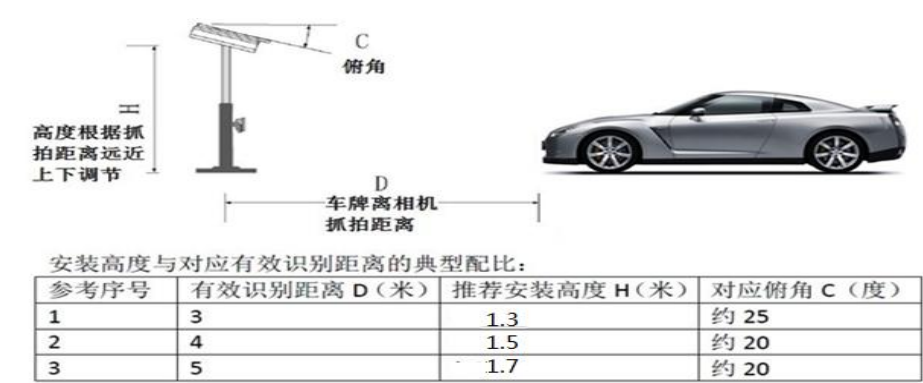 C
俯角
H
高度根据抓
拍距离远近
上下调节
D
车牌离相机
抓拍距离
安装高度与对应有效识别距离的典型配比：
参考序号 有效识别距离 D（米） 推荐安装高度 H（米） 对应俯角 C （度）
1 3 1.3 约 25
2 4 1.5 约 20
3 5 1.7 约 20